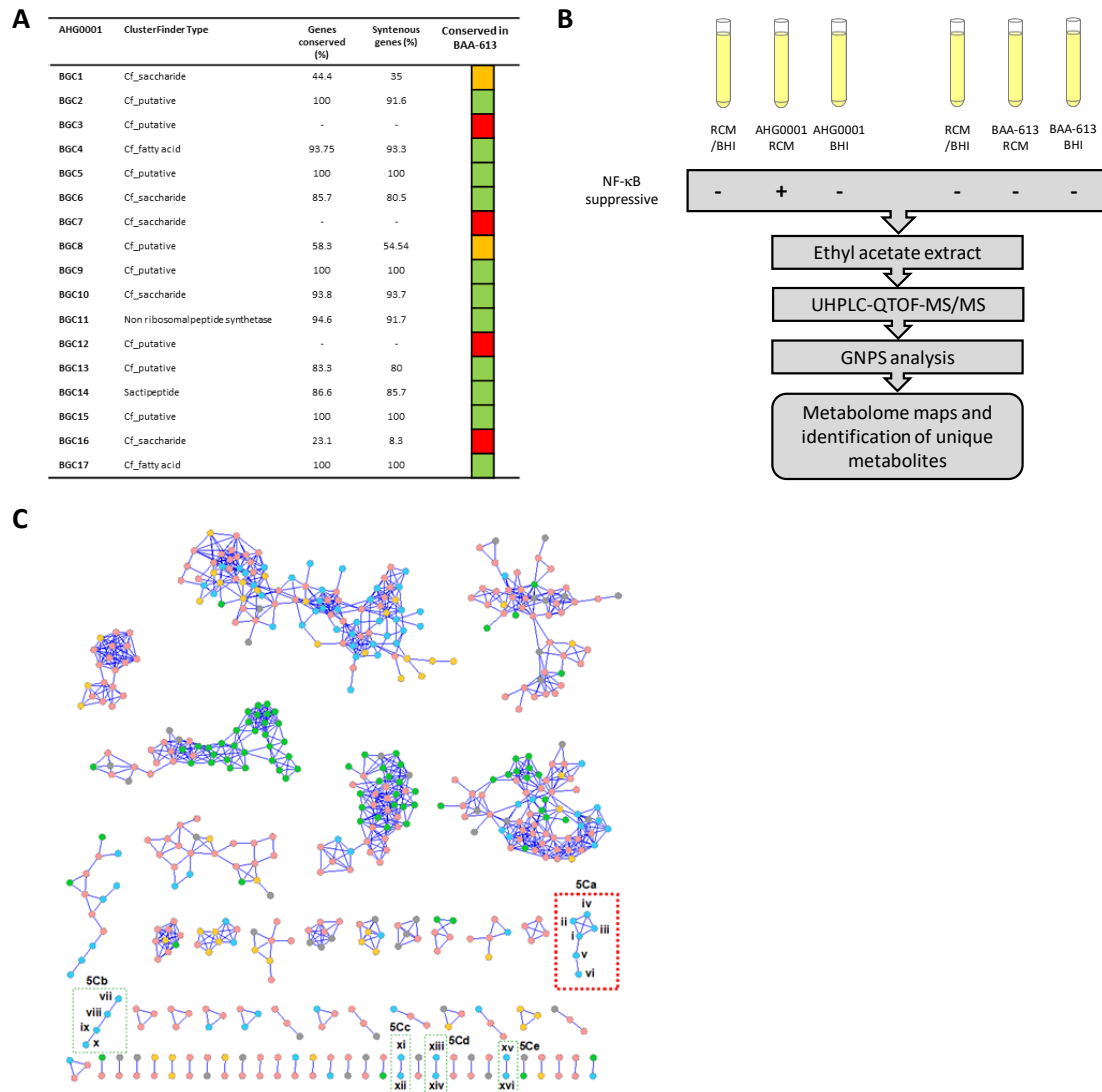 A
AHG0001 ClusterFinder Type Genes conserved (%) Syntenous genes (%) Conserved in BAA-613
BGC1 Cf_saccharide 44.4 35
BGC2 Cf_putative 100 91.6
BGC3 Cf_putative - -
BGC4 Cf_fatty acid 93.75 93.3
BGC5 Cf_putative 100 100
BGC6 Cf_saccharide 85.7 80.5
BGC7 Cf_saccharide - -
BGC8 Cf_putative 58.3 54.54
BGC9 Cf_putative 100 100
BGC10 Cf_saccharide 93.8 93.7
BGC11 Non ribosomal peptide synthetase 94.6 91.7
BGC12 Cf_putative - -
BGC13 Cf_putative 83.3 80
BGC14 Sactipeptide 86.6 85.7
BGC15 Cf_putative 100 100
BGC16 Cf_saccharide 23.1 8.3
BGC17 Cf_fatty acid 100 100
B
RCM AHG0001 AHG0001 RCM BAA-613 BAA-613
/BHI RCM BHI /BHI RCM BHI
NF-κB
suppressive
- + - - - -
Ethyl acetate extract
UHPLC-QTOF-MS/MS
GNPS analysis
Metabolome maps and
identification of unique
metabolites
C
5Ca
iv
ii
iii
i
v
vi
5Cb
vii
viii
ix
x
5Cc
xi
xii
5Cd
xiii
xiv
5Ce
xv
xvi